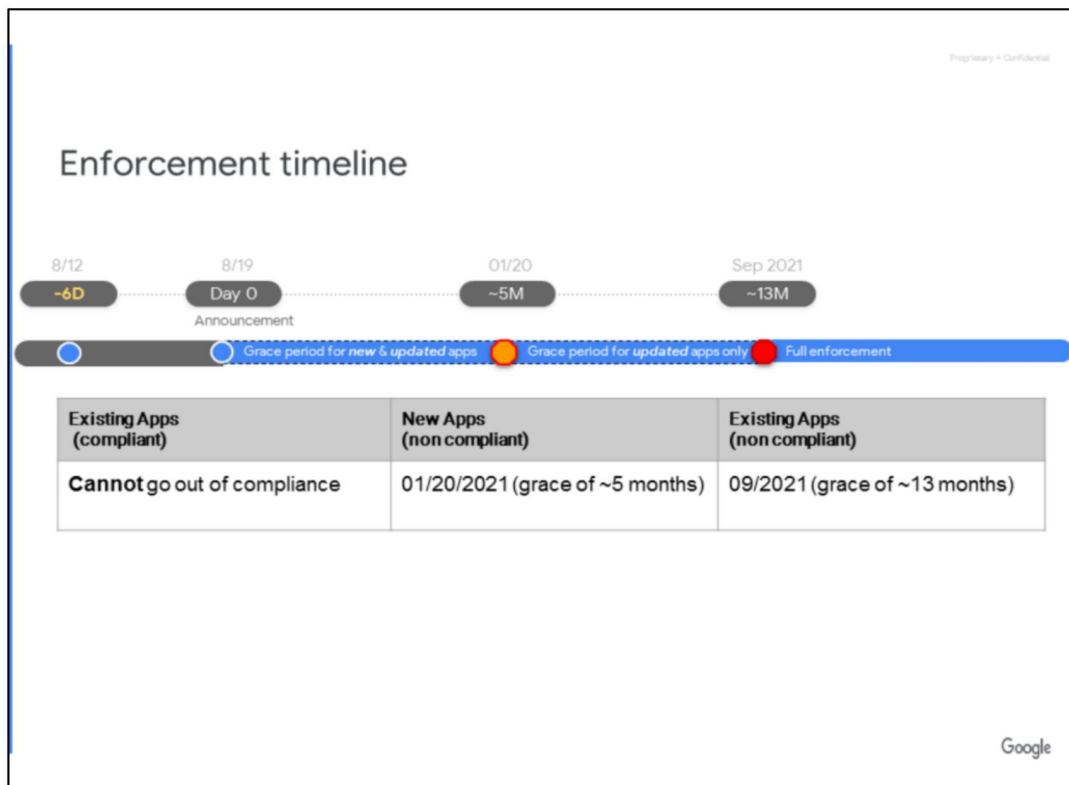 Proprietary + Confidential
Enforcement timeline
8/12
8/19
01/20
Sep 2021
-6D
Day 0
~5M
~13M
Announcement
Grace period for new & updated apps
Grace period for updated apps only
Full enforcement
Existing Apps
(compliant)
New Apps
(non compliant)
Existing Apps
(non compliant)
Cannot go out of compliance
01/20/2021 (grace of ~5 months)
09/2021 (grace of ~13 months)
Google